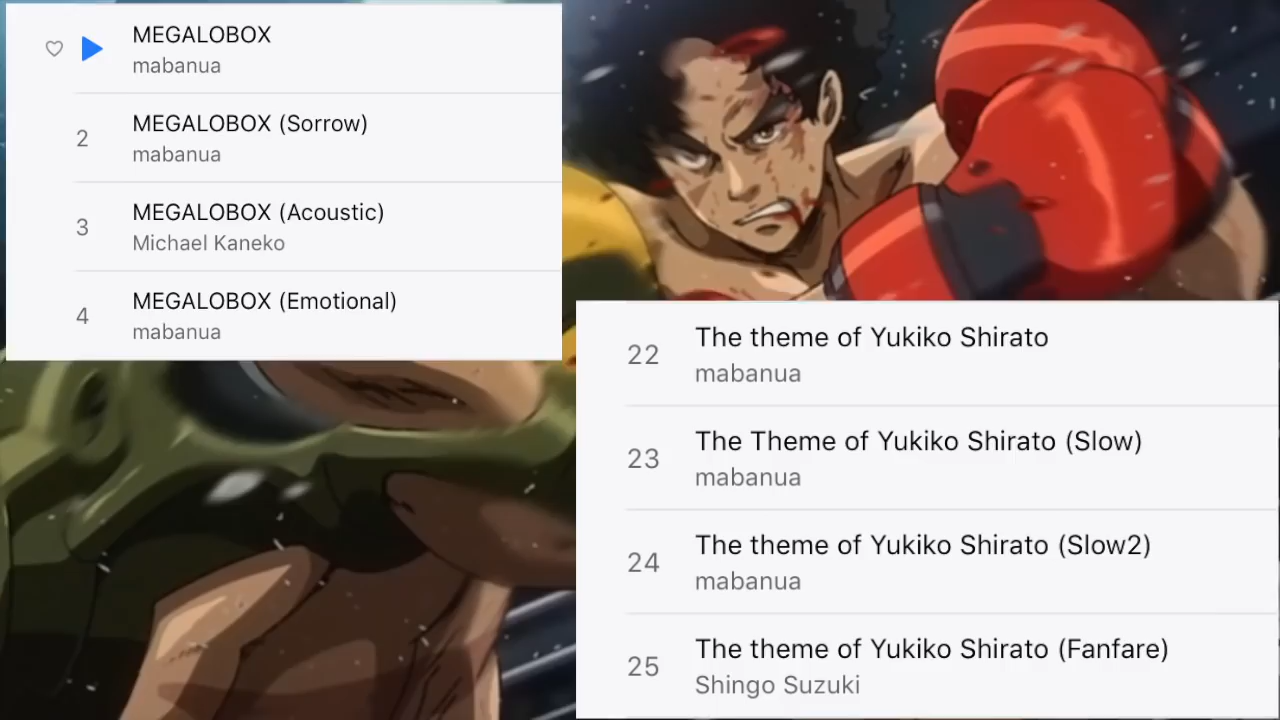 MEGALOBOX
mabanua
2
MEGALOBOX (Sorrow)
mabanua
3
MEGALOBOX (Acoustic)
Michael Kaneko
4
MEGALOBOX (Emotional)
mabanua
22
The theme of Yukiko Shirato
mabanua
23
The Theme of Yukiko Shirato (Slow)
mabanua
24
The theme of Yukiko Shirato (Slow2)
mabanua
25
The theme of Yukiko Shirato (Fanfare)
Shingo Suzuki